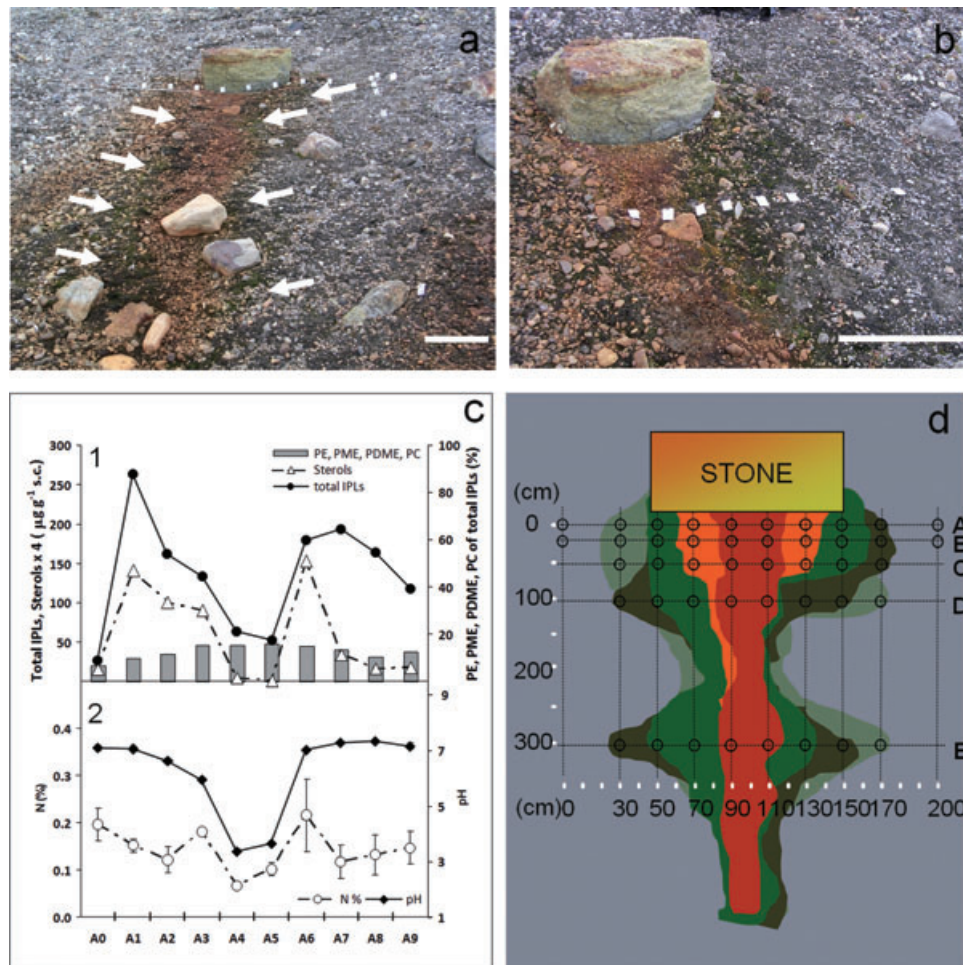 a
b
c
1
300
250
200
150
100
50
100
80
60
40
20
PE, PME, PDME, PC
Sterols
total IPLs
Total IPLs, Sterols x 4 ( µg g⁻¹ s.c.)
PE, PME, PDME, PC of total IPLs (%)
2
0.4
0.3
0.2
0.1
0.0
9
7
5
3
1
N (%)
pH
N %
pH
A0 A1 A2 A3 A4 A5 A6 A7 A8 A9
d
STONE
(cm)
0
100
200
300
A
C
D
(cm) 0 30 50 70 90 110 130 150 170 200